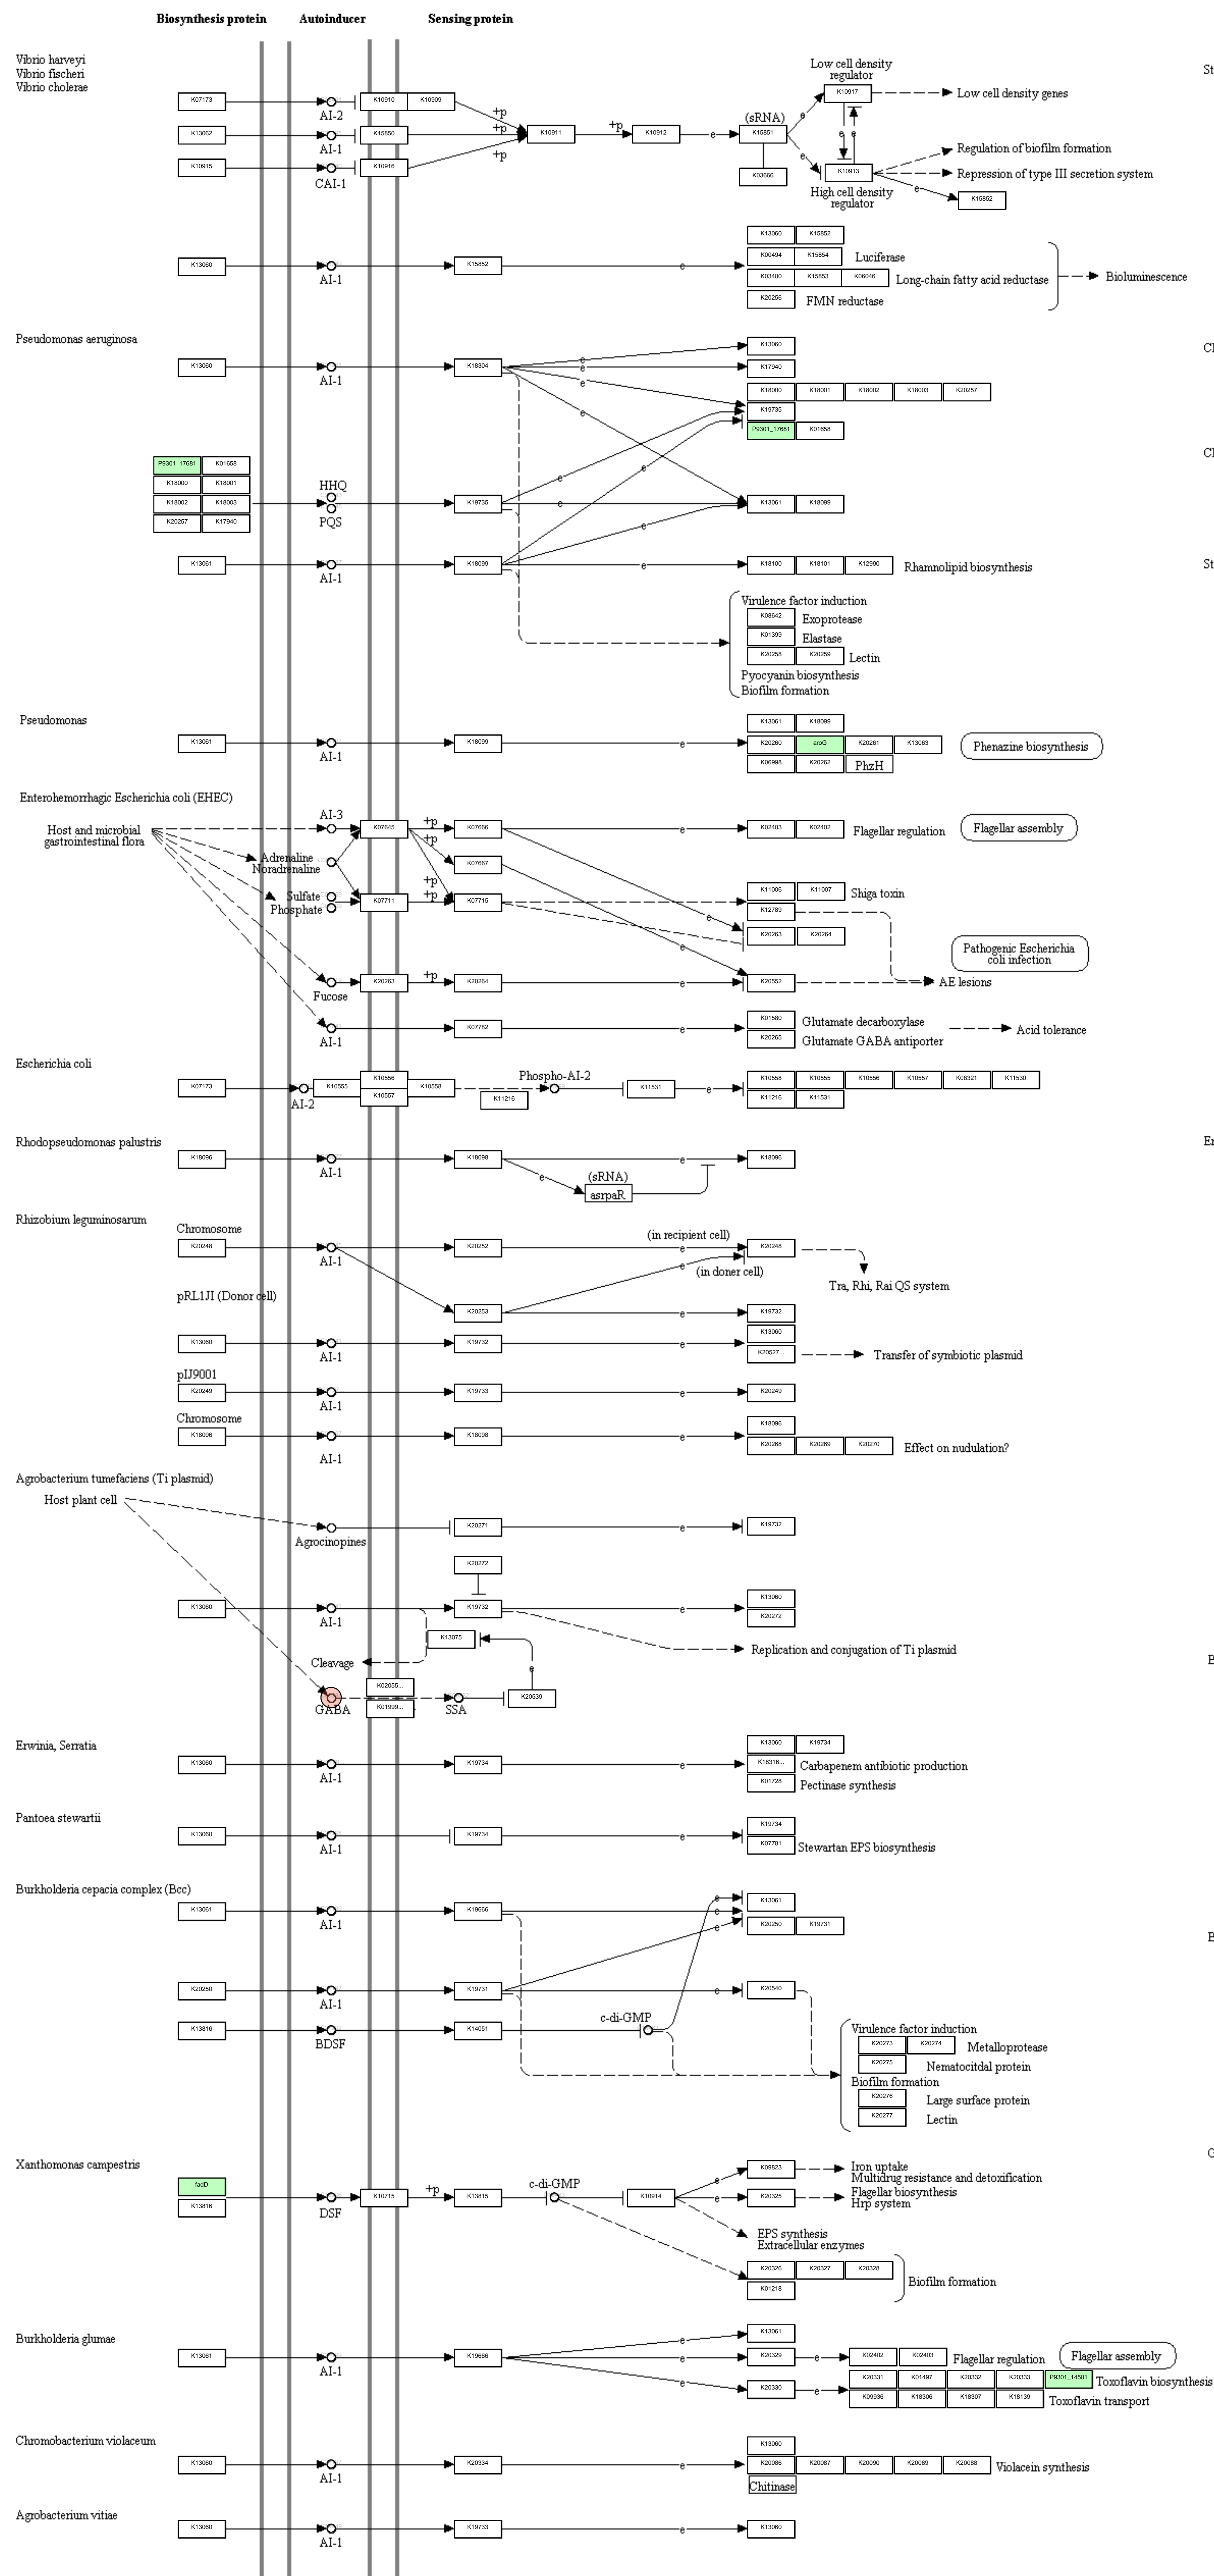 Biosynthesis protein Autoinducer Sensing protein
Vibrio harveyi
Vibrio fischeri
Vibrio cholerae
St
Low cell density
regulator
K10917 Low cell density genes
K07173 K10910 K10909 +p
AI-2
(sRNA) e
K13062 K15850 +p K10911 +p K10912 e K15851 e e
AI-1
K10915 K10916 +p
CAI-1
e
K03666 K10913
Regulation of biofilm formation
Repression of type III secretion system
High cell density
regulator
e K15852
K13060 K15852
K13060 K15852 e K00494 K15854 Luciferase
AI-1
K03400 K15853 K06046 Long-chain fatty acid reductase Bioluminescence
K20256 FMN reductase
Pseudomonas aeruginosa
K13060
Cl
K13060 K18304 e e e e K17940
AI-1
K18000 K18001 K18002 K18003 K20257
K19735
P9301_17681 K01658
Cl
P9301_17681 K01658
K18000 K18001
HHQ
K18002 K18003 K19735 e e e e K13061 K18099
PQS
K20257 K17940
K13061 K18099 e K18100 K18101 K12990 Rhamnolipid biosynthesis
AI-1
St
Virulence factor induction
K08642 Exoprotease
K01399 Elastase
K20258 K20259 Lectin
Pyocyanin biosynthesis
Biofilm formation
Pseudomonas
K13061 K18099
K13061 K18099 e K20260 aroG K20261 K13063 Phenazine biosynthesis
AI-1
K06998 K20262 PhzH
Enterohemorrhagic Escherichia coli (EHEC)
AI-3
Host and microbial
gastrointestinal flora
K07645 +p K07666 e K02403 K02402 Flagellar regulation Flagellar assembly
+p
Adrenaline
Noradrenaline
K07667
+p
Sulfate
Phosphate
K07711 +p K07715
K11006 K11007 Shiga toxin
K12789
e
K20263 K20264
e
Pathogenic Escherichia
coli infection
K20263 +p K20264 e K20552 AE lesions
Fucose
K07782 e K01580 Glutamate decarboxylase
AI-1
K20265 Glutamate GABA antiporter
Acid tolerance
Escherichia coli
K07173 K10555 K10556 K10557 K10558
AI-2
Phospho-AI-2
K11216
K11531 e K10558 K10555 K10556 K10557 K08321 K11530
K11216 K11531
Rhodopseudomonas palustris
Er
K18096 K18098 e K18096
AI-1
e (sRNA)
asrpaR
Rhizobium leguminosarum
Chromosome
K20248 K20252 (in recipient cell)
e K20248
AI-1
e (in doner cell)
Tra, Rhi, Rai QS system
pRL1JI (Donor cell)
K20253 e K19732
K13060 K19732 e K13060
AI-1
K20527... Transfer of symbiotic plasmid
pIJ9001
K20249 K19733 e K20249
AI-1
Chromosome
K18096 K18098 e K18096
AI-1
K20268 K20269 K20270 Effect on nudulation?
Agrobacterium tumefaciens (Ti plasmid)
Host plant cell
K20271 e K19732
Agrocinopines
K20272
K13060 K19732 e K13060
AI-1
K20272
K13075
Replication and conjugation of Ti plasmid
Cleavage
e
B
K02055...
GABA SSA K20539
K01999...
Erwinia, Serratia
K13060 K19734
K13060 K19734 e K18316... Carbapenem antibiotic production
AI-1
K01728 Pectinase synthesis
Pantoea stewartii
K13060 K19734 e K19734
AI-1
K07781 Stewartan EPS biosynthesis
Burkholderia cepacia complex (Bcc)
K13061 K19666 e e e K13061
AI-1
K20250 K19731
B
K20250 K19731 e K20540
AI-1
c-di-GMP
K13816 K14051
BDSF
Virulence factor induction
K20273 K20274 Metalloprotease
K20275 Nematocitdal protein
Biofilm formation
K20276 Large surface protein
K20277 Lectin
Xanthomonas campestris
G
fadD
K13816
DSF
K10715 +p K13815 c-di-GMP K10914
e K09823 Iron uptake
Multidrug resistance and detoxification
e K20325 Flagellar biosynthesis
Hrp system
EPS synthesis
Extracellular enzymes
K20326 K20327 K20328
K01218
Biofilm formation
Burkholderia glumae
K13061
K13061 K19666 e e e K20329 e K02402 K02403 Flagellar regulation Flagellar assembly
AI-1
K20330 e K20331 K01497 K20332 K20333 P9301_14501 Toxoflavin biosynthesis
K09936 K18306 K18307 K18139 Toxoflavin transport
Chromobacterium violaceum
K13060
K13060 K20334 e K20086 K20087 K20090 K20089 K20088 Violacein synthesis
AI-1
Chitinase
Agrobacterium vitiae
K13060 K19733 e K13060
AI-1